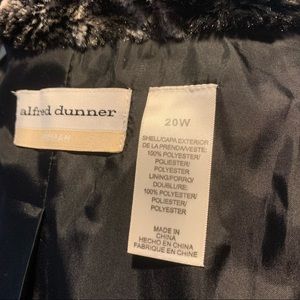 alfred dunner
20W
SHELL/CAPA EXTERIOR
DE LA PRENDA/VESTE:
100% POLYESTER/
POLIESTER/
POLYESTER
LINING/FORRO/
DOUBLURE:
100% POLYESTER/
POLIESTER/
POLYESTER
MADE IN
CHINA
HECHO EN CHINA
FABRIQUE EN CHINE